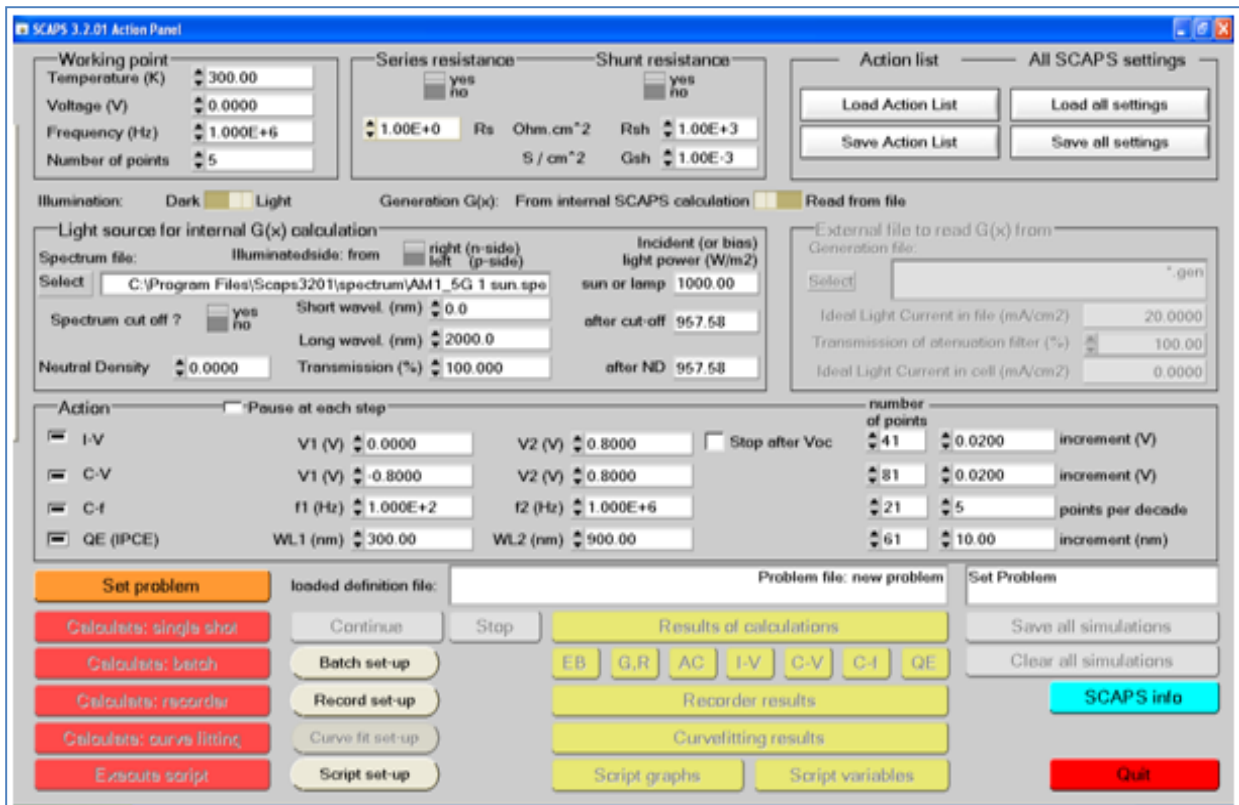 SCAPS 3.2.01 Action Panel
Working point
Temperature (K) 300.00
Voltage (V) 0.0000
Frequency (Hz) 1.000E+6
Number of points 5
Series resistance
yes
no
Shunt resistance
yes
no
1.00E+0 Rs Ohm.cm^2 Rsh 1.00E+3
S / cm^2 Gsh 1.00E-3
Action list
Load Action List
Save Action List
All SCAPS settings
Load all settings
Save all settings
Illumination: Dark Light Generation G(x): From internal SCAPS calculation Read from file
Light source for internal G(x) calculation
Spectrum file: Illuminatedside: from right (n-side)
left (p-side)
Incident (or bias)
light power (W/m2)
Select C:\Program Files\Scaps3201\spectrum\AM1_5G 1 sun.spe sun or lamp 1000.00
Spectrum cut off ? yes
no
Short wavel. (nm) 0.0
Long wavel. (nm) 2000.0
after cut-off 957.58
Neutral Density 0.0000 Transmission (%) 100.000 after ND 957.58
External file to read G(x) from
Generation file:
Select *.gen
Ideal Light Current in file (mA/cm2) 20.0000
Transmission of atenuation filter (%) 100.00
Ideal Light Current in cell (mA/cm2) 0.0000
Action Pause at each step number
of points
I-V V1 (V) 0.0000 V2 (V) 0.8000 Stop after Voc 41 0.0200 increment (V)
C-V V1 (V) -0.8000 V2 (V) 0.8000 81 0.0200 increment (V)
C-f f1 (Hz) 1.000E+2 f2 (Hz) 1.000E+6 21 5 points per decade
QE (IPCE) WL1 (nm) 300.00 WL2 (nm) 900.00 61 10.00 increment (nm)
Set problem loaded definition file: Problem file: new problem Set Problem
Calculate: single shot Continue Stop Results of calculations Save all simulations
Calculate: batch Batch set-up EB G,R AC I-V C-V C-f QE Clear all simulations
Calculate: recorder Record set-up Recorder results SCAPS info
Calculate: curve fitting Curve fit set-up Curvefitting results
Execute script Script set-up Script graphs Script variables Quit